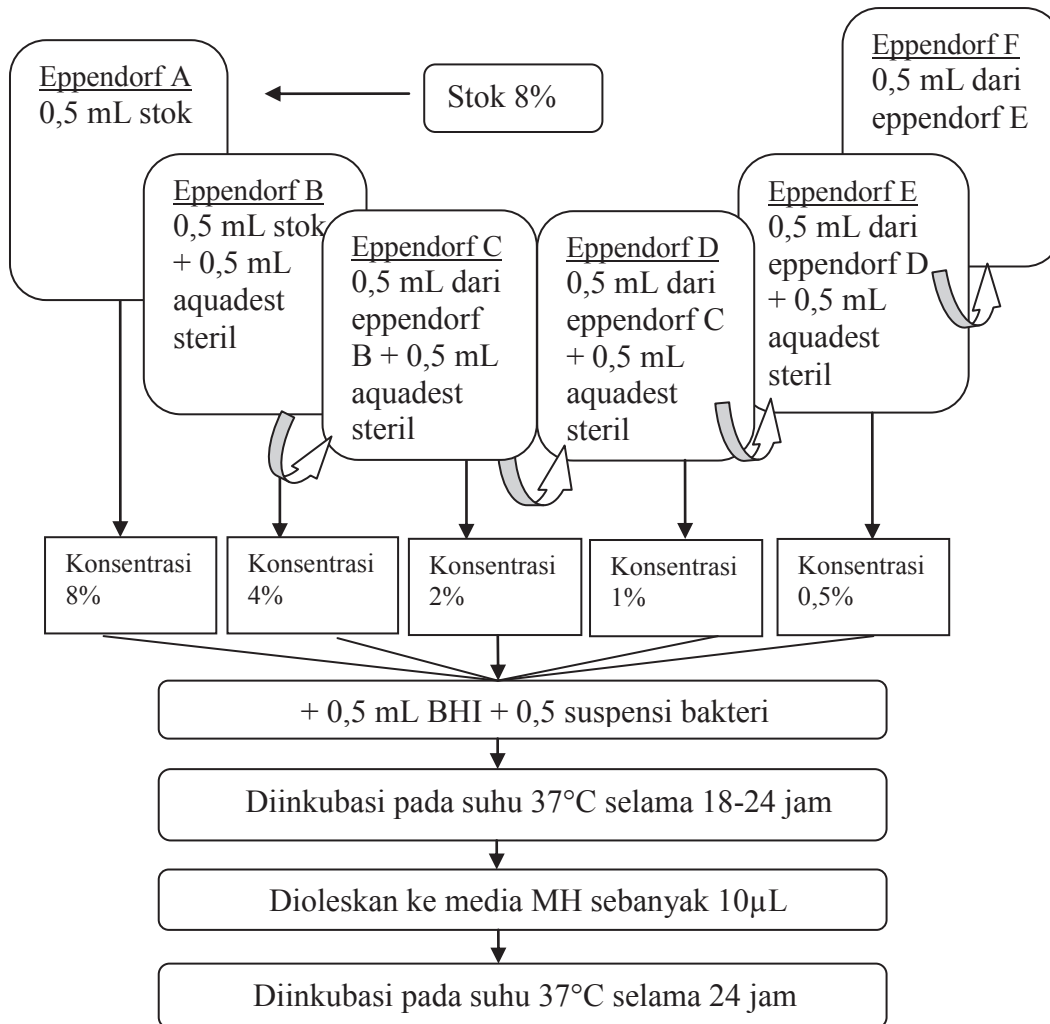 Eppendorf A
0,5 mL stok
Stok 8%
Eppendorf B
0,5 mL stok
+ 0,5 mL
aquadest
steril
Eppendorf C
0,5 mL dari
eppendorf
B + 0,5 mL
aquadest
steril
Eppendorf D
0,5 mL dari
eppendorf C
+ 0,5 mL
aquadest
steril
Eppendorf E
0,5 mL dari
eppendorf D
+ 0,5 mL
aquadest
steril
Eppendorf F
0,5 mL dari
eppendorf E
Konsentrasi
8%
Konsentrasi
4%
Konsentrasi
2%
Konsentrasi
1%
Konsentrasi
0,5%
+ 0,5 mL BHI + 0,5 suspensi bakteri
Diinkubasi pada suhu 37°C selama 18-24 jam
Dioleskan ke media MH sebanyak 10µL
Diinkubasi pada suhu 37°C selama 24 jam